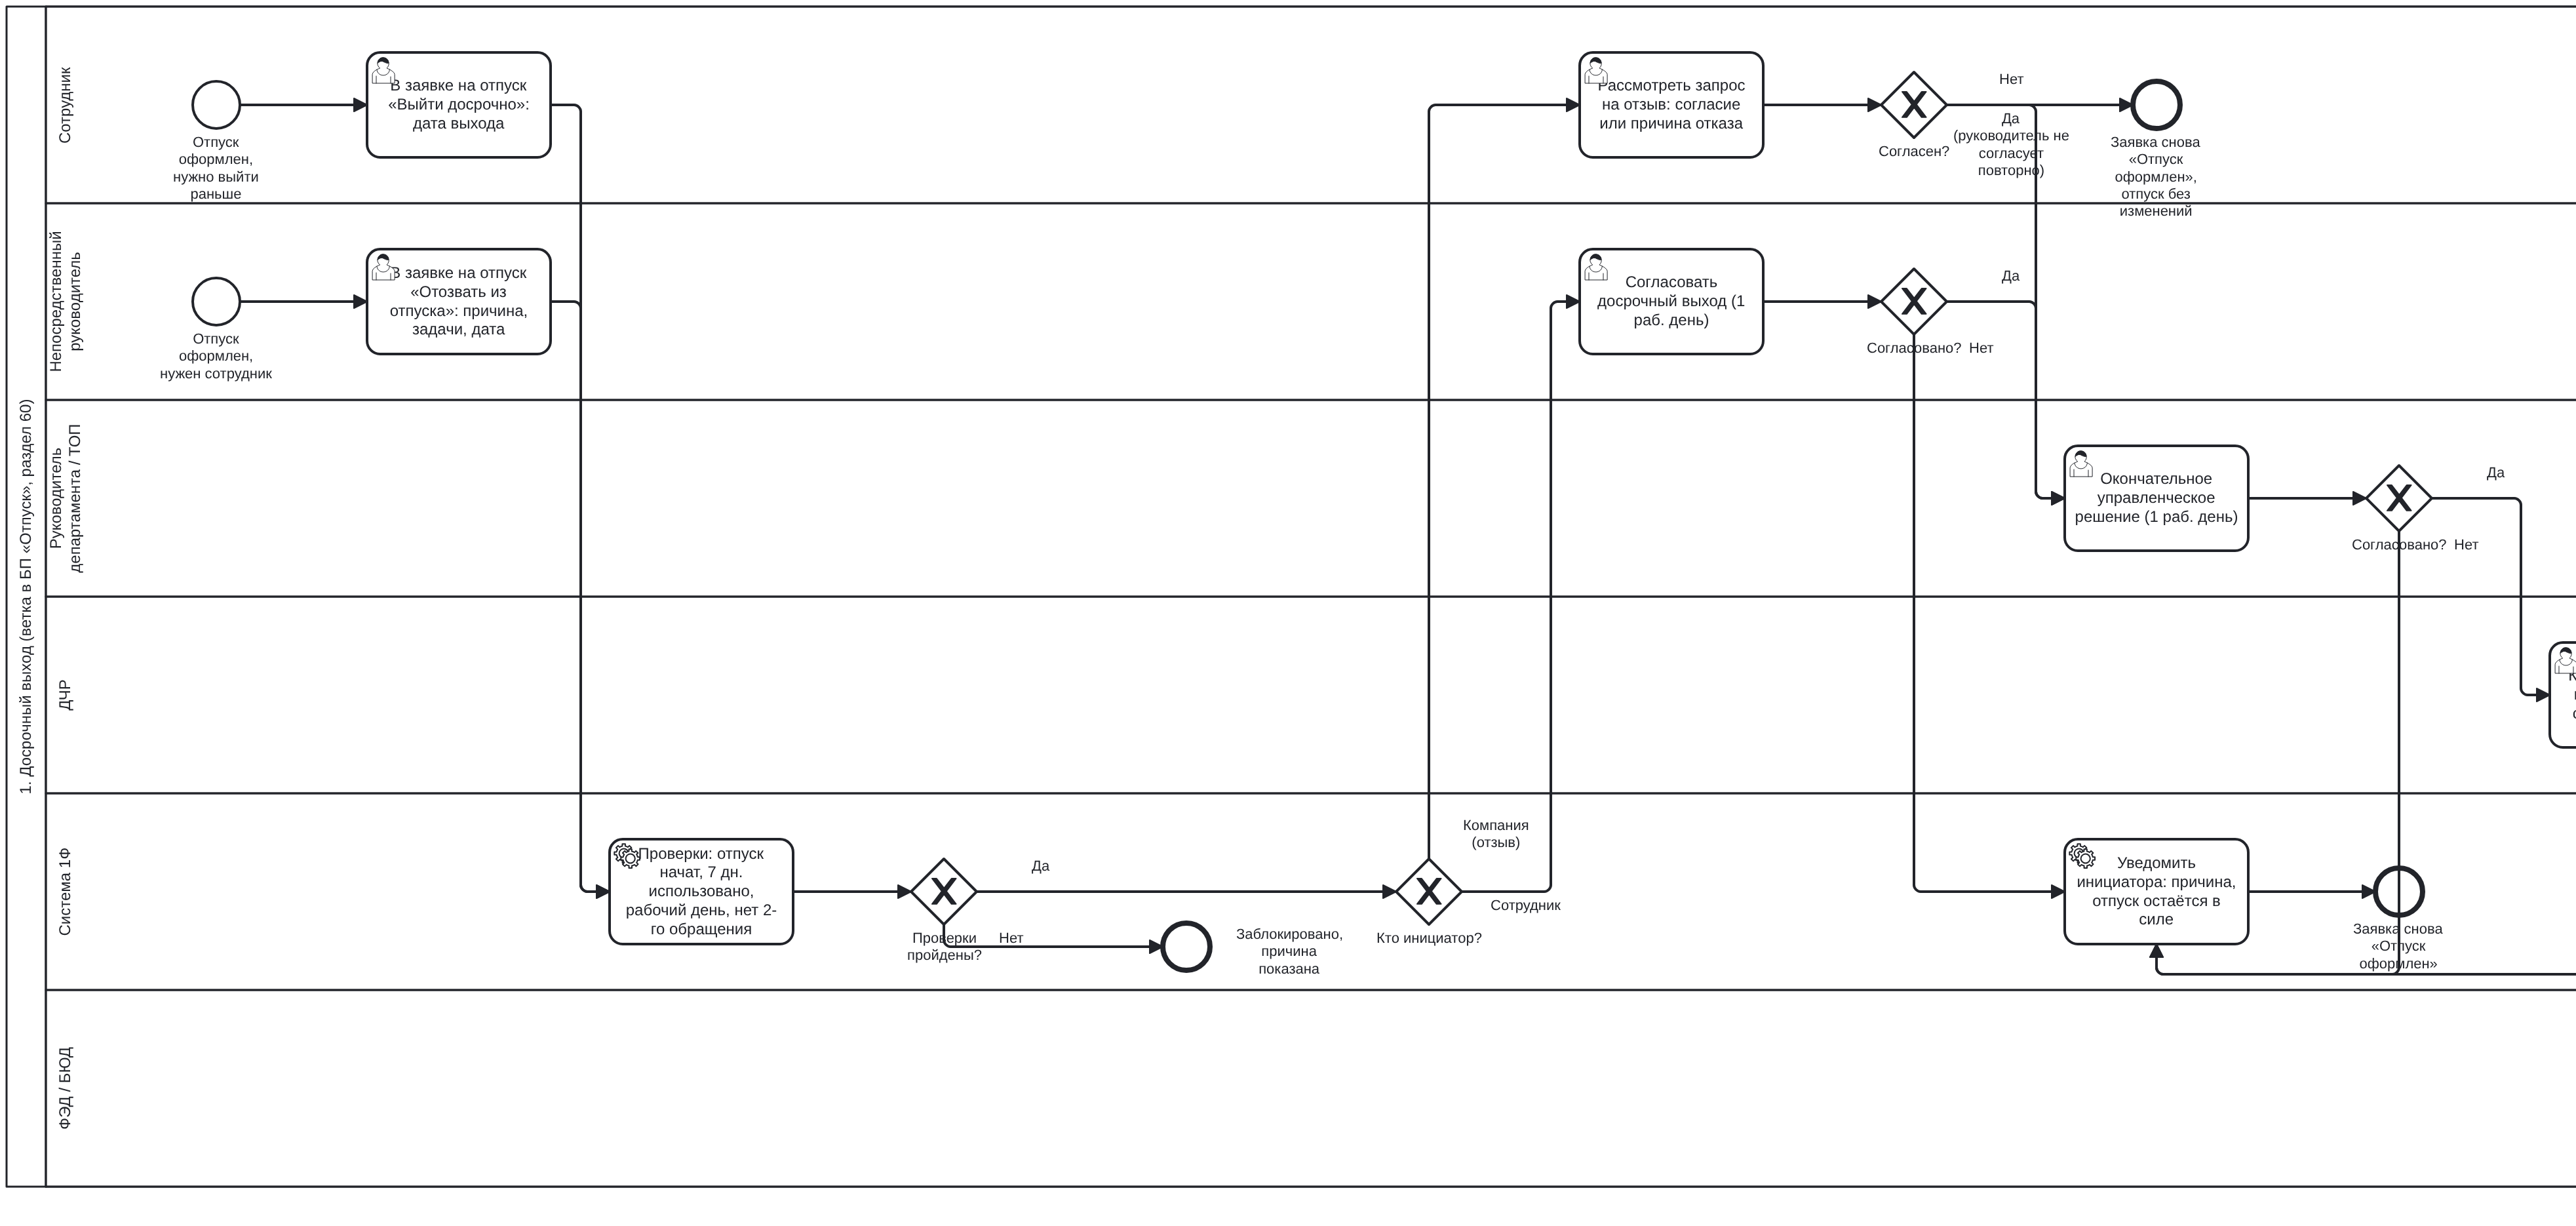 1. Досрочный выход (ветка в БП «Отпуск», раздел 60)
Сотрудник
Отпуск
оформлен,
нужно выйти
раньше
В заявке на отпуск
«Выйти досрочно»:
дата выхода
Рассмотреть запрос
на отзыв: согласие
или причина отказа
Согласен?
Нет
Да
(руководитель не
согласует
повторно)
Заявка снова
«Отпуск
оформлен»,
отпуск без
изменений
Непосредственный
руководитель
Отпуск
оформлен,
нужен сотрудник
В заявке на отпуск
«Отозвать из
отпуска»: причина,
задачи, дата
Согласовать
досрочный выход (1
раб. день)
Согласовано?
Нет
Да
Руководитель
департамента / ТОП
Окончательное
управленческое
решение (1 раб. день)
Согласовано?
Нет
Да
ДЧР
Система 1Ф
Проверки: отпуск
начат, 7 дн.
использовано,
рабочий день, нет 2-
го обращения
Проверки
пройдены?
Да
Нет
Заблокировано,
причина
показана
Кто инициатор?
Компания
(отзыв)
Сотрудник
Уведомить
инициатора: причина,
отпуск остаётся в
силе
Заявка снова
«Отпуск
оформлен»
ФЭД / БЮД